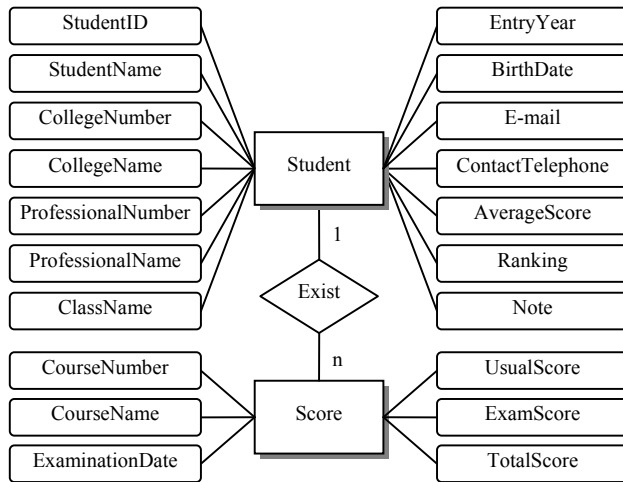 StudentID
EntryYear
StudentName
BirthDate
CollegeNumber
E-mail
CollegeName
Student
ContactTelephone
ProfessionalNumber
AverageScore
ProfessionalName
1
Ranking
ClassName
Exist
Note
CourseNumber
n
UsualScore
CourseName
Score
ExamScore
ExaminationDate
TotalScore